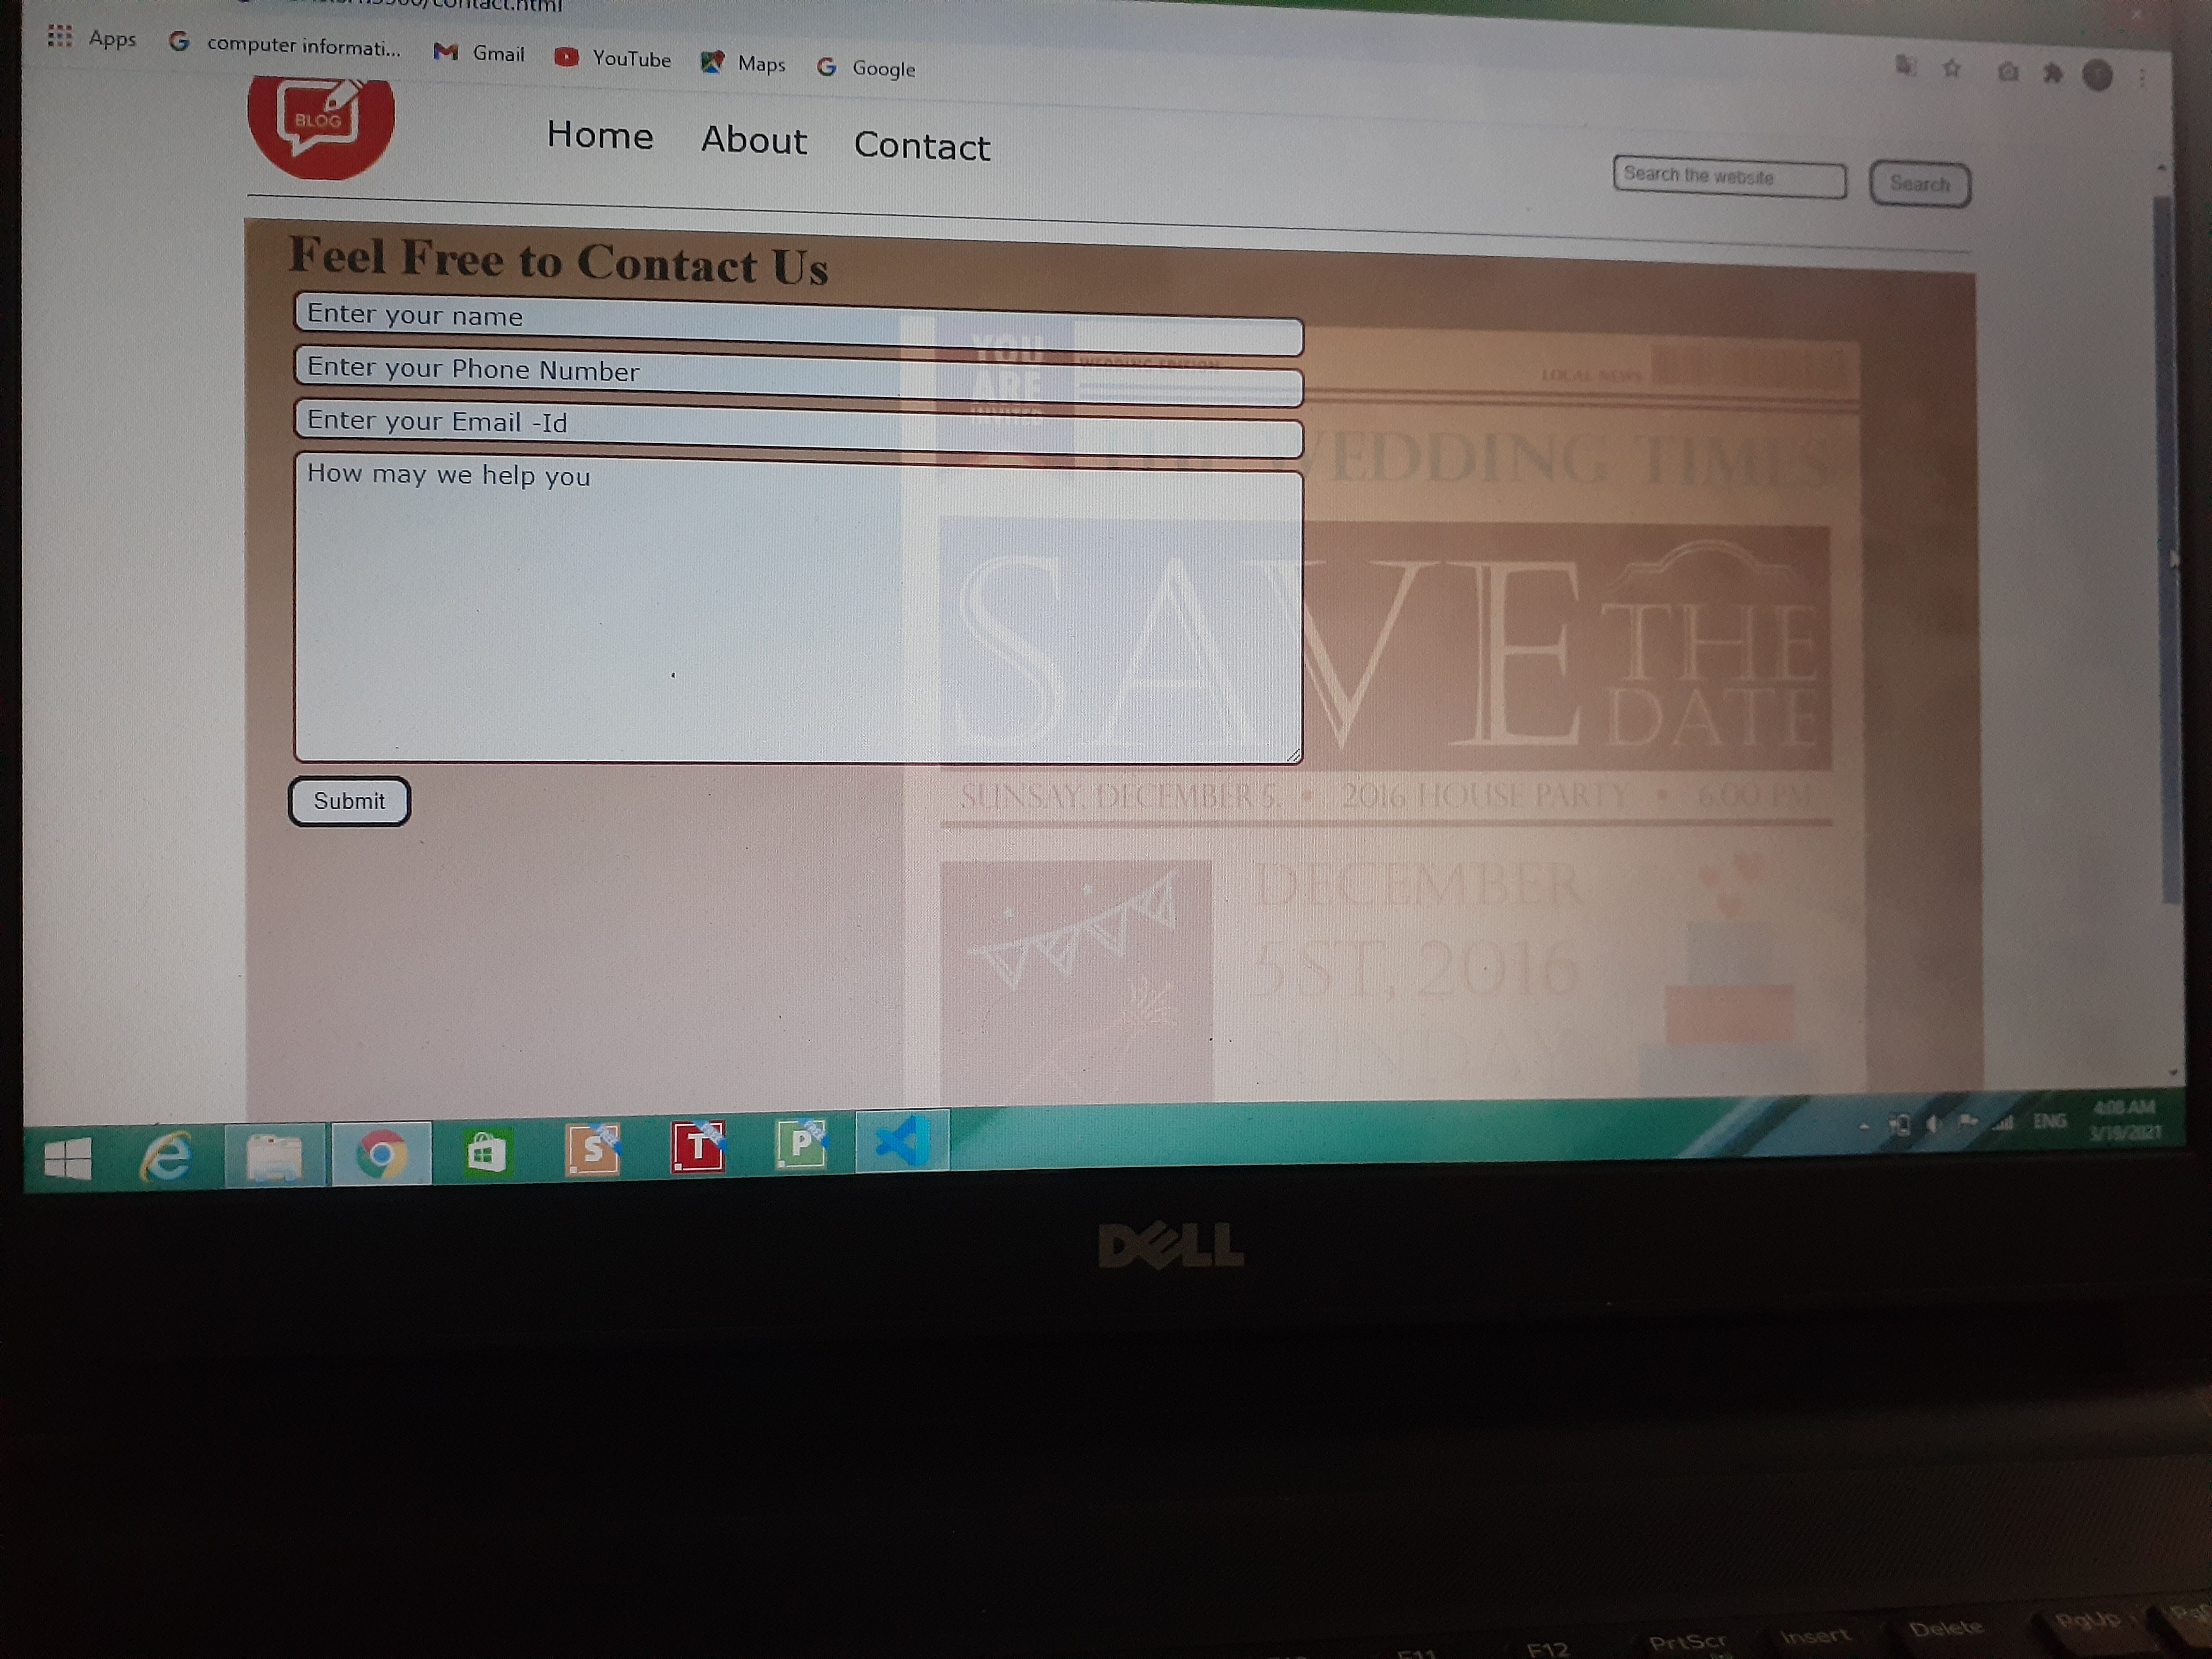 contact.html
Apps computer informati... Gmail YouTube Maps Google
BLOG
Home About Contact
Search the website Search
Feel Free to Contact Us
Enter your name
Enter your Phone Number
Enter your Email -Id
How may we help you
Submit
YOU
ARE
INVITED
WEDDING EDITION
LOCAL NEWS
THE WEDDING TIMES
SAVE THE DATE
SUNSAY, DECEMBER 5, • 2016 HOUSE PARTY • 6.00 PM
DECEMBER
5ST, 2016
SUNDAY
S T P
ENG
4:08 AM
3/19/2021
DELL
F11 F12 PrtScr Insert Delete PgUp